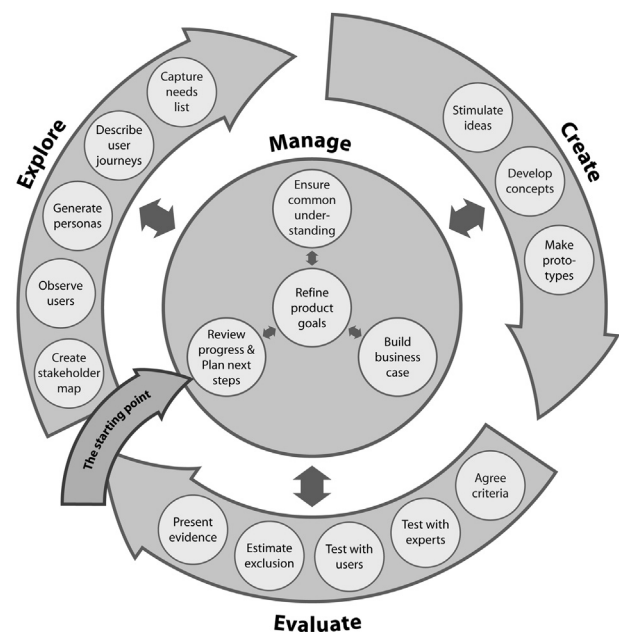 Explore
Capture
needs
list
Describe
user
journeys
Generate
personas
Observe
users
Create
stakeholder
map
The starting point
Manage
Ensure
common
under-
standing
Refine
product
goals
Review
progress &
Plan next
steps
Build
business
case
Create
Stimulate
ideas
Develop
concepts
Make
proto-
types
Agree
criteria
Test with
experts
Test with
users
Estimate
exclusion
Present
evidence
Evaluate